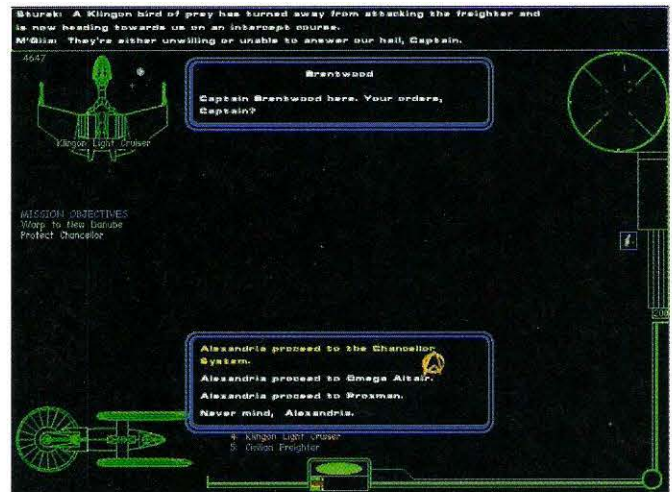 Sturek: A Klingon bird of prey has turned away from attacking the freighter and
is now heading towards us on an intercept course.
M'Giia: They're either unwilling or unable to answer our hail, Captain.
4647
Brentwood
Captain Brentwood here. Your orders,
Captain?
Klingon Light Cruiser
MISSION OBJECTIVES
Warp to New Danube
Protect Chancellor
200
Alexandria proceed to the Chancellor
System.
Alexandria proceed to Omega Altair.
Alexandria proceed to Proxman.
Never mind, Alexandria.
4: Klingon Light Cruiser
5: Civilian Freighter